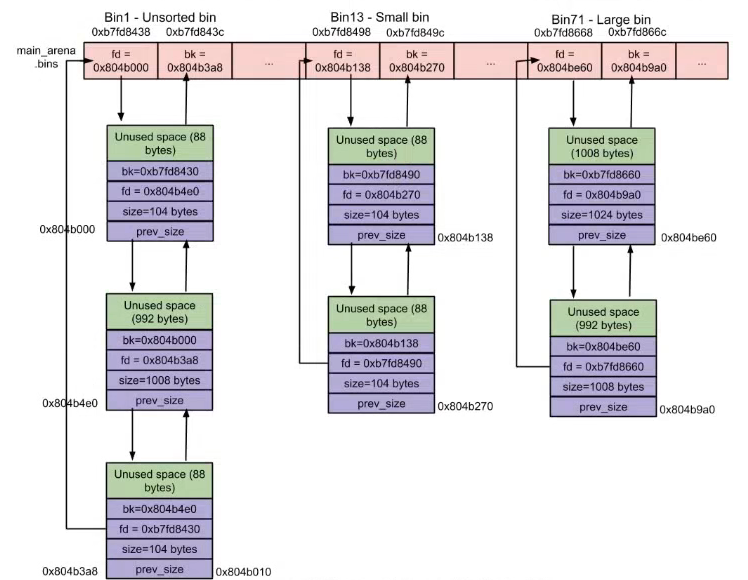 Bin1 - Unsorted bin
0xb7fd8438
0xb7fd843c
Bin13 - Small bin
0xb7fd8498
0xb7fd849c
Bin71 - Large bin
0xb7fd8668
0xb7fd866c
main_arena
.bins
fd =
0x804b000
bk =
0x804b3a8
...
fd =
0x804b138
bk =
0x804b270
...
fd =
0x804be60
bk =
0x804b9a0
...
Unused space (88
bytes)
bk=0xb7fd8430
fd = 0x804b4e0
size=104 bytes
prev_size
0x804b000
Unused space
(992 bytes)
bk=0x804b000
fd = 0x804b3a8
size=1008 bytes
prev_size
0x804b4e0
Unused space (88
bytes)
bk=0x804b4e0
fd = 0xb7fd8430
size=104 bytes
prev_size
0x804b3a8
0x804b010
Unused space (88
bytes)
bk=0xb7fd8490
fd = 0x804b270
size=104 bytes
prev_size
0x804b138
Unused space (88
bytes)
bk=0x804b138
fd = 0xb7fd8490
size=104 bytes
prev_size
0x804b270
Unused space
(1008 bytes)
bk=0xb7fd8660
fd = 0x804b9a0
size=1024 bytes
prev_size
0x804be60
Unused space
(992 bytes)
bk=0x804be60
fd = 0xb7fd8660
size=1008 bytes
prev_size
0x804b9a0